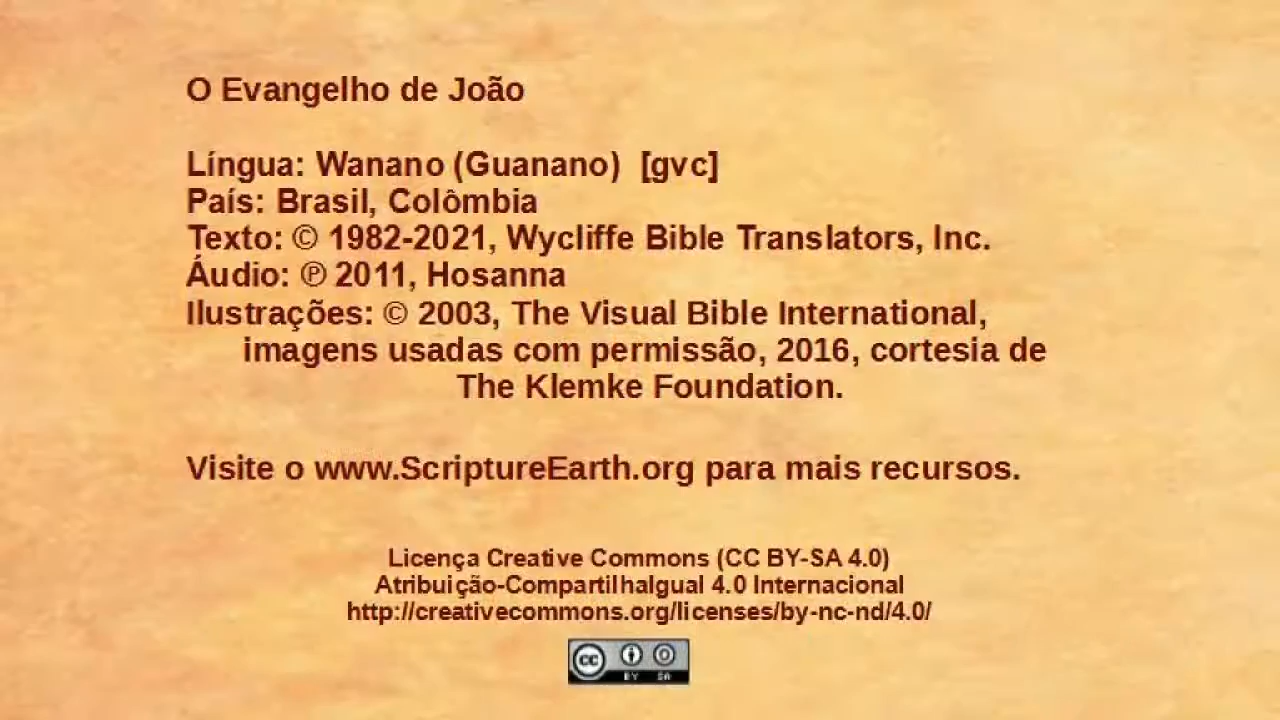 O Evangelho de João
Língua: Wanano (Guanano) [gvc]
País: Brasil, Colômbia
Texto: © 1982-2021, Wycliffe Bible Translators, Inc.
Áudio: ℗ 2011, Hosanna
Ilustrações: © 2003, The Visual Bible International,
imagens usadas com permissão, 2016, cortesia de
The Klemke Foundation.
Visite o www.ScriptureEarth.org para mais recursos.
Licença Creative Commons (CC BY-SA 4.0)
Atribuição-CompartilhaIgual 4.0 Internacional
http://creativecommons.org/licenses/by-nc-nd/4.0/
cc BY SA